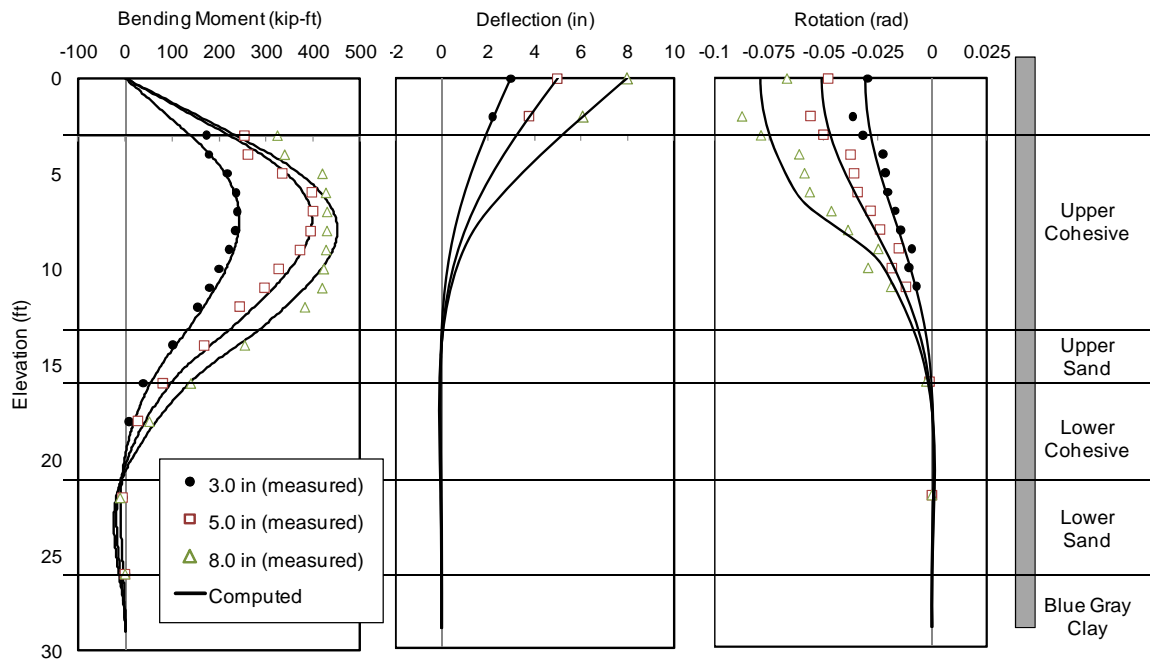 Bending Moment (kip-ft)
Deflection (in)
Rotation (rad)
-100 0 100 200 300 400 500
-2 0 2 4 6 8 10
-0.1 -0.075 -0.05 -0.025 0 0.025
Elevation (ft)
0
5
10
15
20
25
30
3.0 in (measured)
5.0 in (measured)
8.0 in (measured)
Computed
Upper
Cohesive
Upper
Sand
Lower
Cohesive
Lower
Sand
Blue Gray
Clay